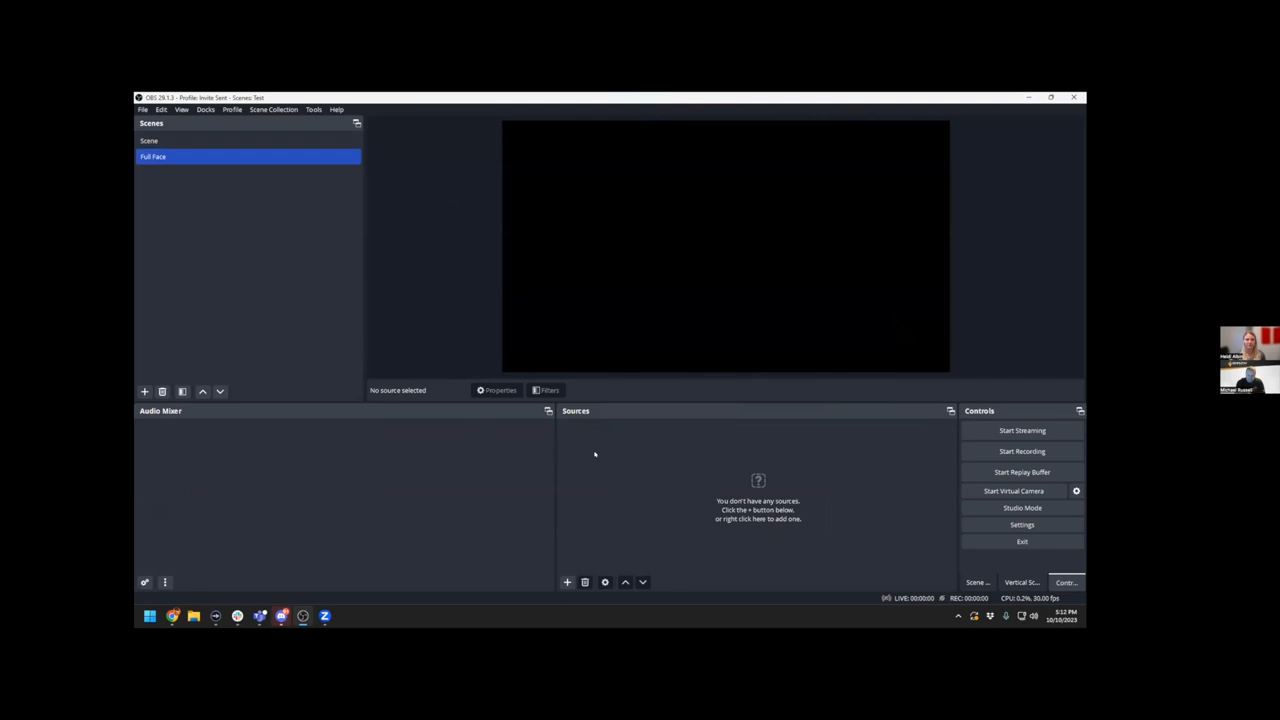 OBS 29.1.3 - Profile: Invite Sent - Scenes: Test
File Edit View Docks Profile Scene Collection Tools Help
Scenes
Scene
Full Face
No source selected Properties Filters
Audio Mixer
Sources
Controls
Start Streaming
Start Recording
Start Replay Buffer
Start Virtual Camera
Studio Mode
Settings
Exit
You don't have any sources.
Click the + button below,
or right click here to add one.
Scene ... Vertical Sc... Contr...
LIVE: 00:00:00 REC: 00:00:00 CPU: 0.2%, 30.00 fps
5:12 PM
10/10/2023
Michael Russell